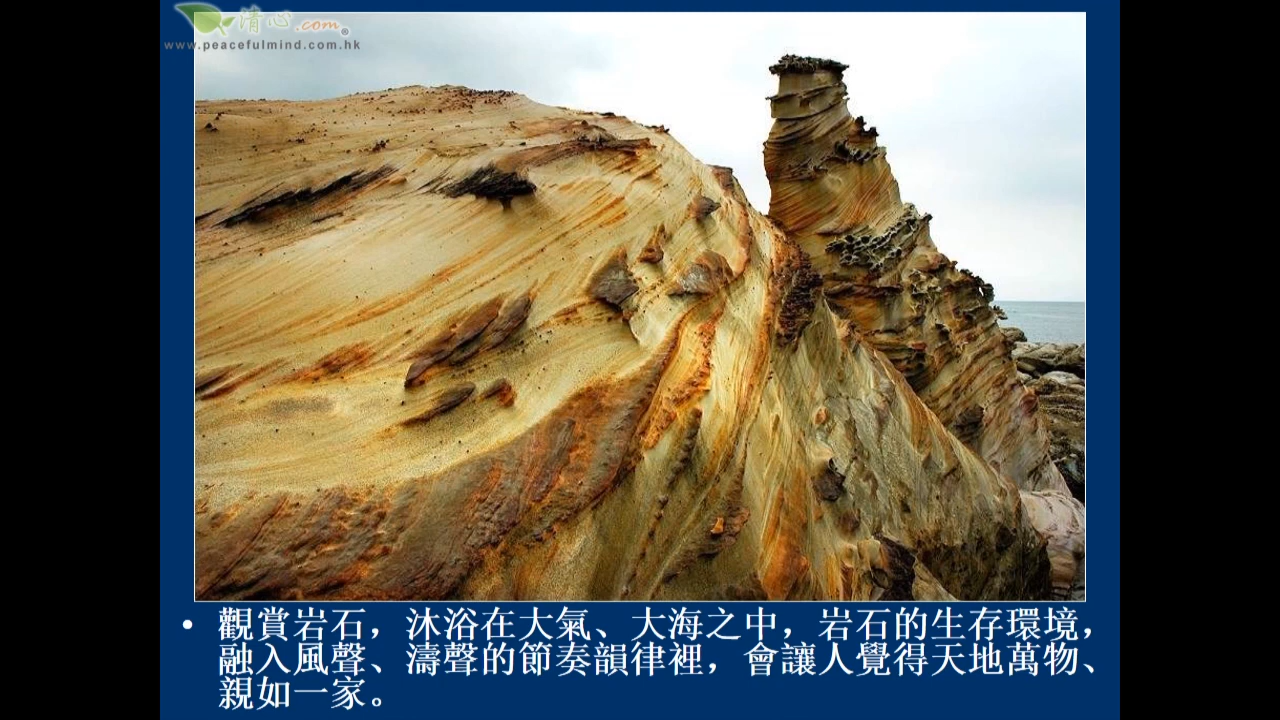 清心.com
www.peacefulmind.com.hk
• 觀賞岩石，沐浴在大氣、大海之中，岩石的生存環境，
融入風聲、濤聲的節奏韻律裡，會讓人覺得天地萬物、
親如一家。